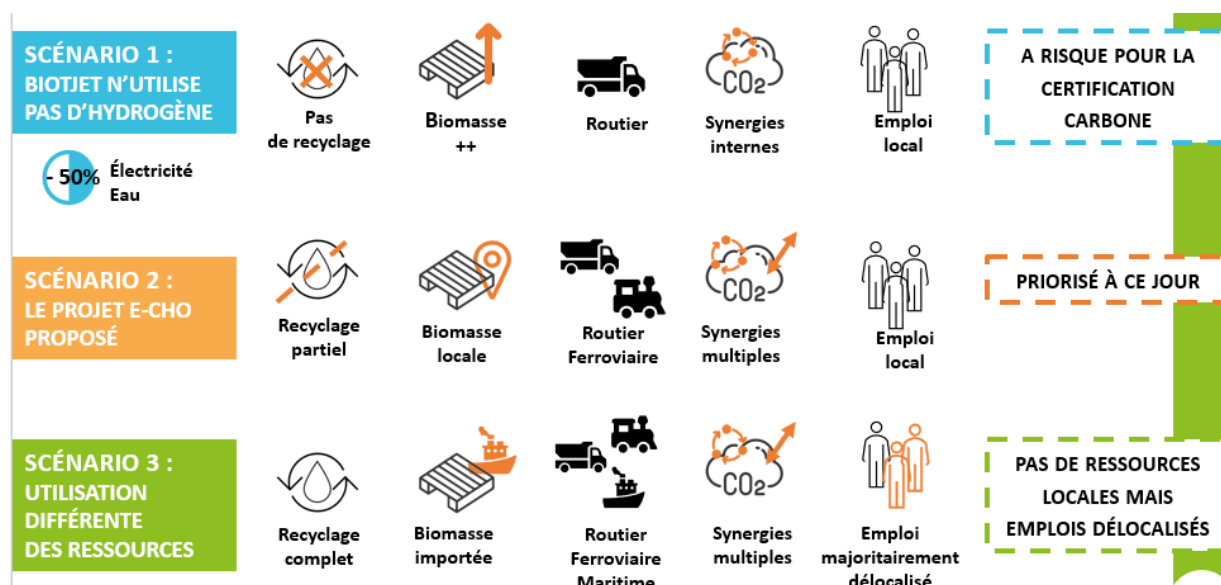 SCÉNARIO 1 :
BIOTJET N'UTILISE
PAS D'HYDROGÈNE
- 50%
Électricité
Eau
Pas
de recyclage
Biomasse
++
Routier
CO2
Synergies
internes
Emploi
local
A RISQUE POUR LA
CERTIFICATION
CARBONE
SCÉNARIO 2 :
LE PROJET E-CHO
PROPOSÉ
Recyclage
partiel
Biomasse
locale
Routier
Ferroviaire
CO2
Synergies
multiples
Emploi
local
PRIORISÉ À CE JOUR
SCÉNARIO 3 :
UTILISATION
DIFFÉRENTE
DES RESSOURCES
Recyclage
complet
Biomasse
importée
Routier
Ferroviaire
Maritime
CO2
Synergies
multiples
Emploi
majoritairement
délocalisé
PAS DE RESSOURCES
LOCALES MAIS
EMPLOIS DÉLOCALISÉS